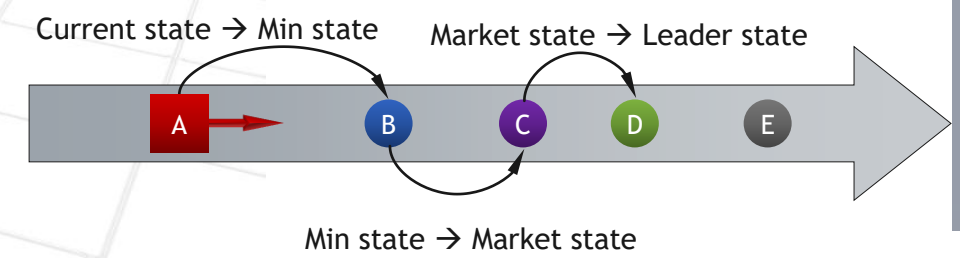 Current state → Min state
Market state → Leader state
A
B
C
D
E
Min state → Market state